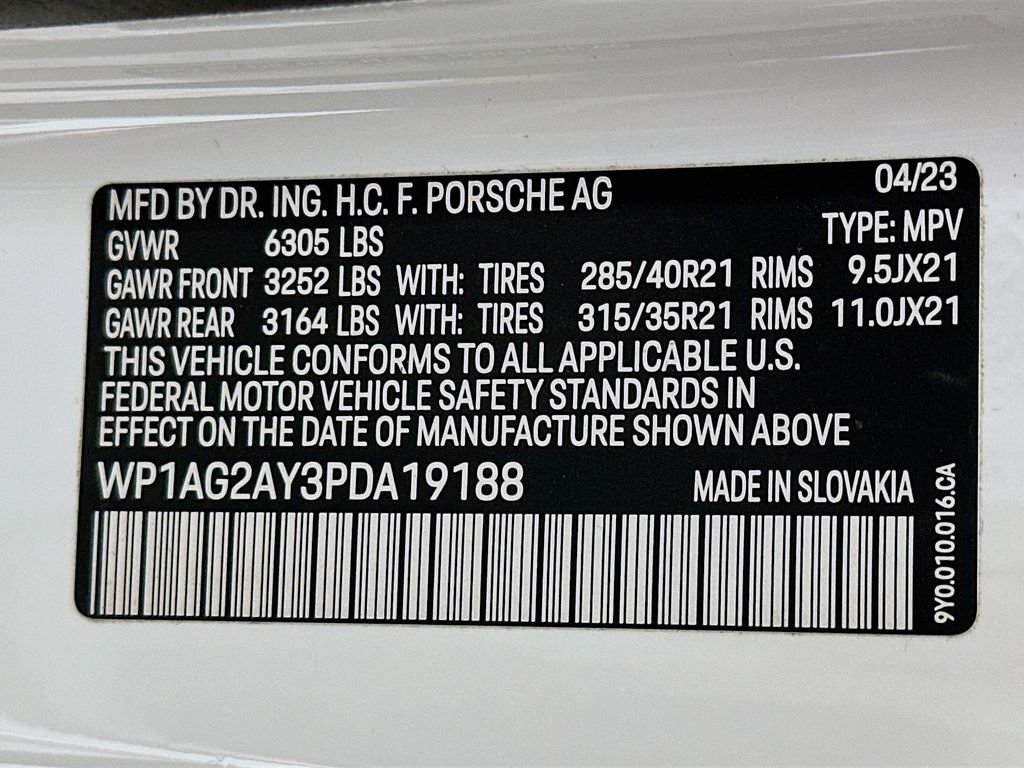 MFD BY DR. ING. H.C. F. PORSCHE AG 04/23
GVWR 6305 LBS TYPE: MPV
GAWR FRONT 3252 LBS WITH: TIRES 285/40R21 RIMS 9.5JX21
GAWR REAR 3164 LBS WITH: TIRES 315/35R21 RIMS 11.0JX21
THIS VEHICLE CONFORMS TO ALL APPLICABLE U.S.
FEDERAL MOTOR VEHICLE SAFETY STANDARDS IN
EFFECT ON THE DATE OF MANUFACTURE SHOWN ABOVE
WP1AG2AY3PDA19188 MADE IN SLOVAKIA
9Y0.010.016.CA